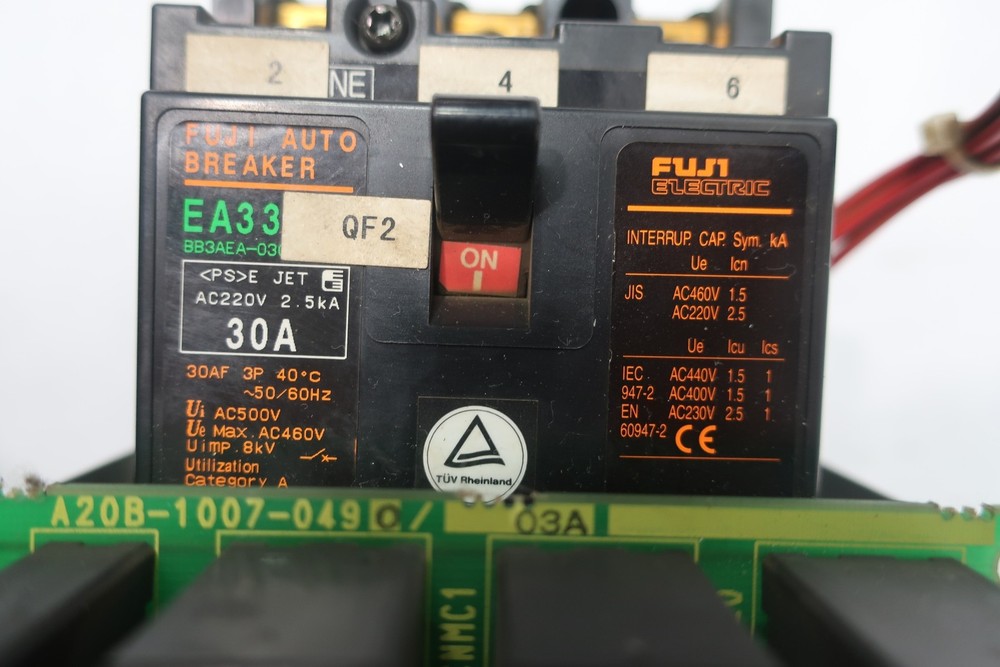 2
NE
4
6
FUJI AUTO
BREAKER
EA33
QF2
BB3AEA-03
<PS>E JET
AC220V 2.5kA
30A
30AF 3P 40°C
~50/60Hz
Ui AC500V
Ue Max.AC460V
Uimp.8kV
Utilization
Category A
ON
TÜV Rheinland
FUJI
ELECTRIC
INTERRUP. CAP. Sym. kA
Ue Icn
JIS AC460V 1.5
AC220V 2.5
Ue Icu Ics
IEC AC440V 1.5 1
947-2 AC400V 1.5 1
EN AC230V 2.5 1
60947-2 CE
A20B-1007-0490/ 03A
NMC1